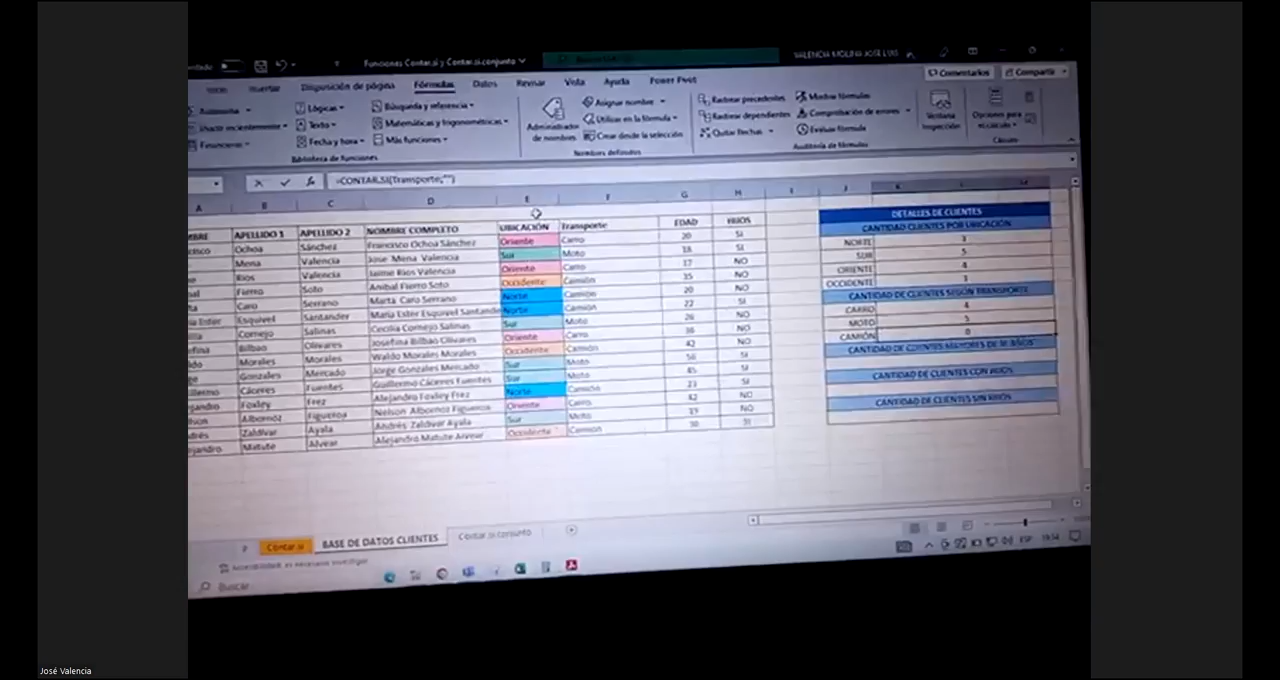 Funciones Contar.si y Contar.si.conjunto
VALENCIA MOLINA JOSE LUIS
Insertar Disposición de página Fórmulas Datos Revisar Vista Ayuda Power Pivot
Comentarios Compartir
Autosuma Lógicas Búsqueda y referencia
Usado recientemente Texto Matemáticas y trigonométricas
Financieras Fecha y hora Más funciones
Biblioteca de funciones
Administrador de nombres
Asignar nombre
Utilizar en la fórmula
Crear desde la selección
Nombres definidos
Rastrear precedentes Mostrar fórmulas
Rastrear dependientes Comprobación de errores
Quitar flechas Evaluar fórmula
Auditoría de fórmulas
Ventana Inspección
Opciones para el cálculo
Cálculo
=CONTAR.SI(Transporte;"")
A B C D E F G H I J K L M
APELLIDO 1 APELLIDO 2 NOMBRE COMPLETO UBICACIÓN Transporte EDAD HIJOS
Ochoa Sánchez Francisco Ochoa Sánchez Oriente Carro 20 SI
Mena Valencia Jose Mena Valencia Sur Moto 18 SI
Rios Valencia Jaime Rios Valencia Oriente Carro 17 NO
Fierro Soto Anibal Fierro Soto Occidente Camión 35 NO
Caro Serrano Marta Caro Serrano Norte Camión 20 NO
Esquivel Santander Maria Ester Esquivel Santander Norte Camión 22 SI
Cornejo Salinas Cecilia Cornejo Salinas Sur Moto 26 NO
Bilbao Olivares Josefina Bilbao Olivares Oriente Carro NO
Morales Morales Waldo Morales Morales Occidente Camión 42 NO
Gonzales Mercado Jorge Gonzales Mercado Sur Moto SI
Cáceres Fuentes Guillermo Cáceres Fuentes Sur Moto SI
Foxley Frez Alejandro Foxley Frez Norte Camión 23 SI
Albornoz Figueroa Nelson Albornoz Figueroa Oriente Carro NO
Zaldivar Ayala Andrés Zaldivar Ayala Sur Moto NO
Matute Alvear Alejandro Matute Alvear Occidente Camión SI
DETALLES DE CLIENTES
CANTIDAD CLIENTES POR UBICACIÓN
NORTE 3
SUR 5
ORIENTE 4
OCCIDENTE 3
CANTIDAD DE CLIENTES SEGÚN TRANSPORTE
CARRO 4
MOTO 5
CAMIÓN 0
CANTIDAD DE CLIENTES MAYORES DE 18 AÑOS
CANTIDAD DE CLIENTES CON HIJOS
CANTIDAD DE CLIENTES SIN HIJOS
Contar.si BASE DE DATOS CLIENTES Contar.si.conjunto
Accesibilidad: es necesario investigar
Buscar
ESP 19:54
José Valencia